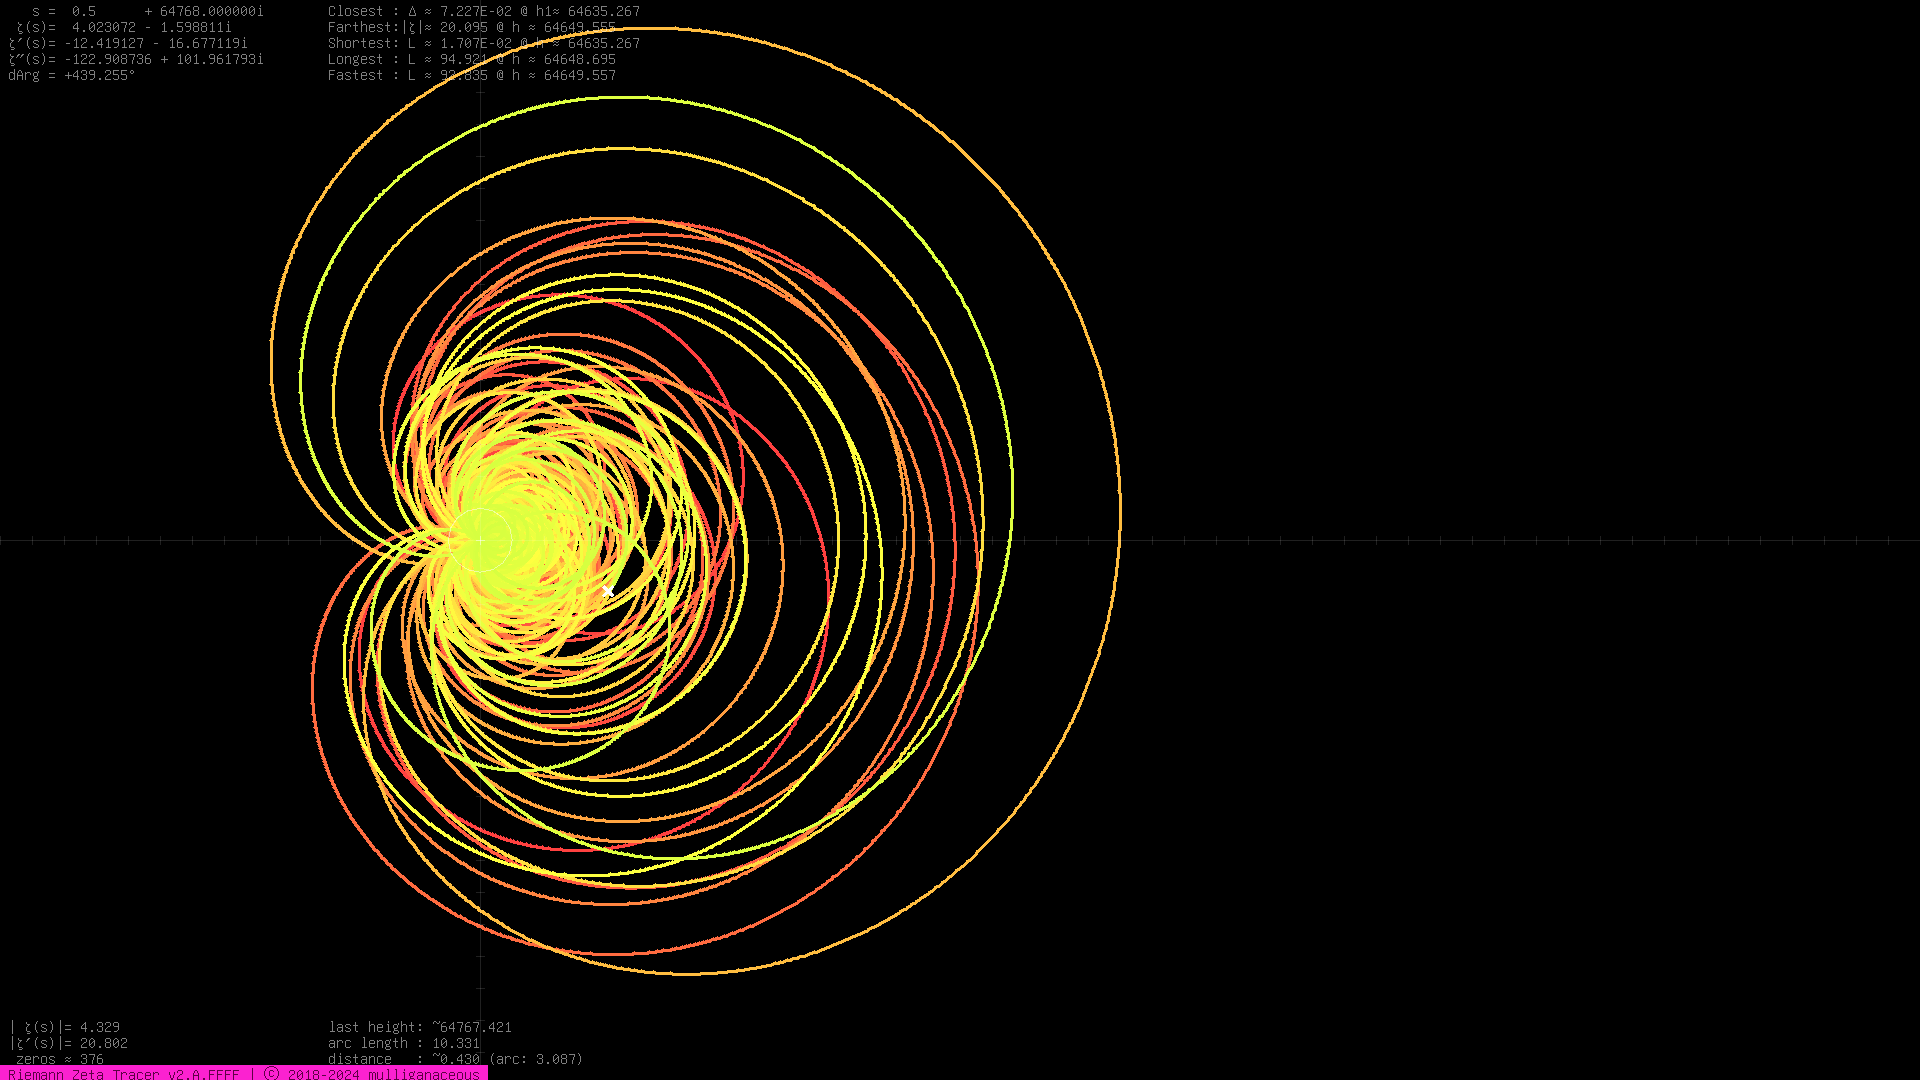 s = 0.5 + 64768.000000i
ζ(s)= 4.023072 - 1.598811i
ζ′(s)= -12.419127 - 16.677119i
ζ″(s)= -122.908736 + 101.961793i
dArg = +439.255°
Closest : Δ ≈ 7.227E-02 @ h1≈ 64635.267
Farthest:|ζ|≈ 20.095 @ h ≈ 64649.555
Shortest: L ≈ 1.707E-02 @ h ≈ 64635.267
Longest : L ≈ 94.921 @ h ≈ 64648.695
Fastest : L ≈ 92.835 @ h ≈ 64649.557
| ζ(s)|= 4.329
|ζ′(s)|= 20.802
zeros ≈ 376
last height: ~64767.421
arc length : 10.331
distance : ~0.430 (arc: 3.087)
Riemann Zeta Tracer v2.A.FFFF | © 2018-2024 mulliganaceous